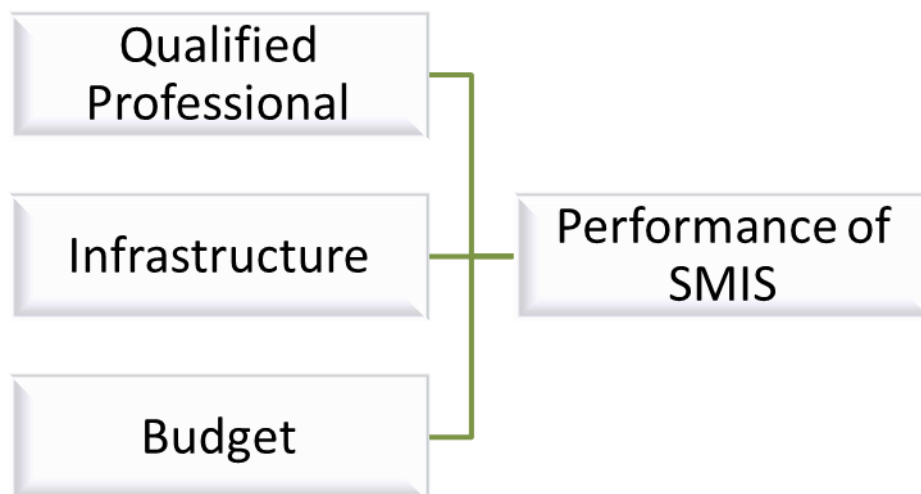 Qualified
Professional
Infrastructure
Performance of
SMIS
Budget